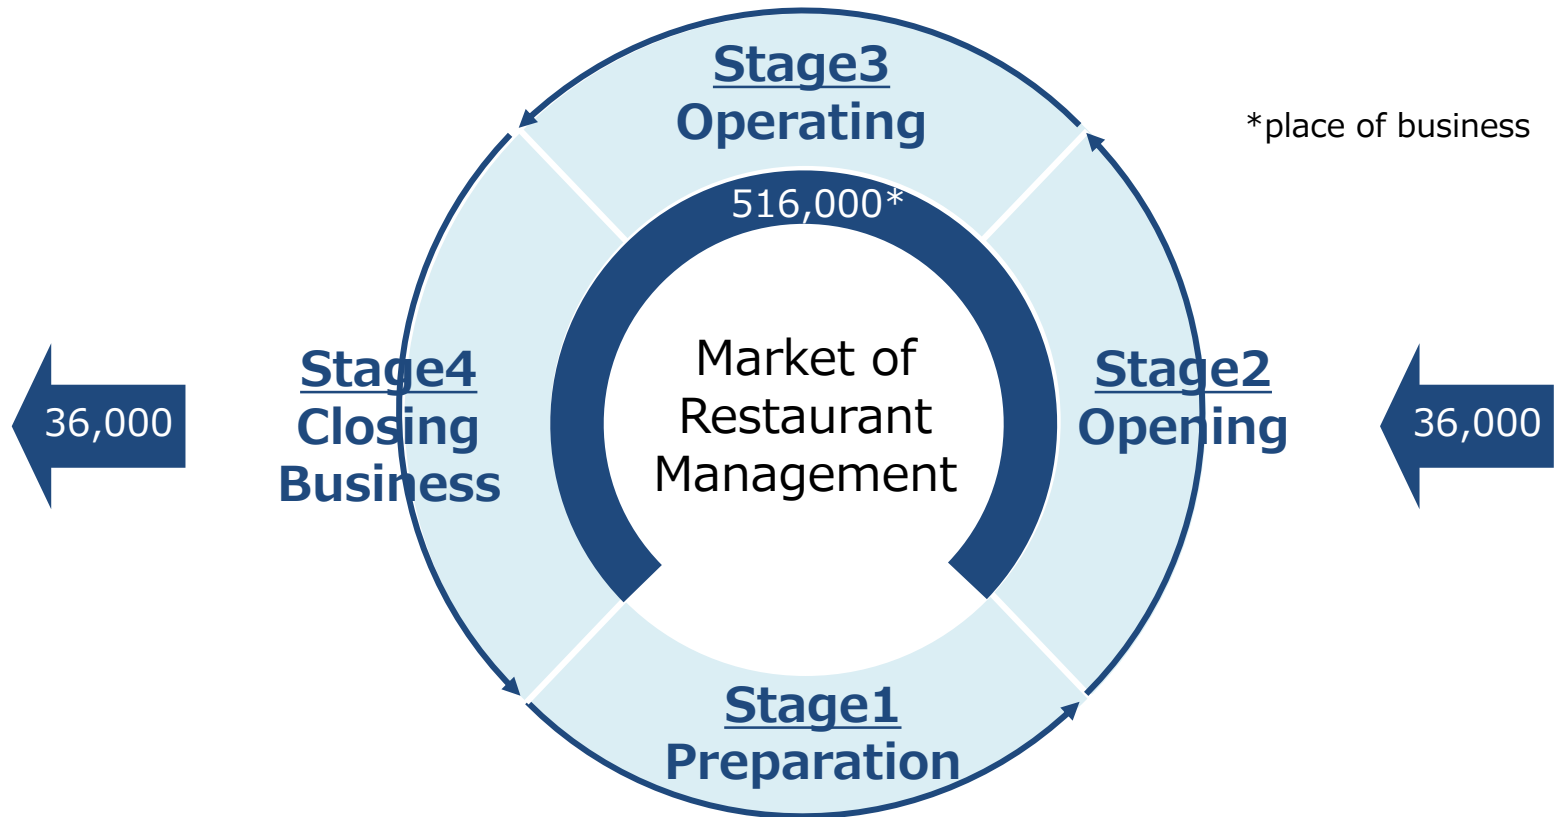 Stage3
Operating
*place of business
516,000*
Market of
Restaurant
Management
Stage4
Closing
Business
36,000
Stage2
Opening
36,000
Stage1
Preparation